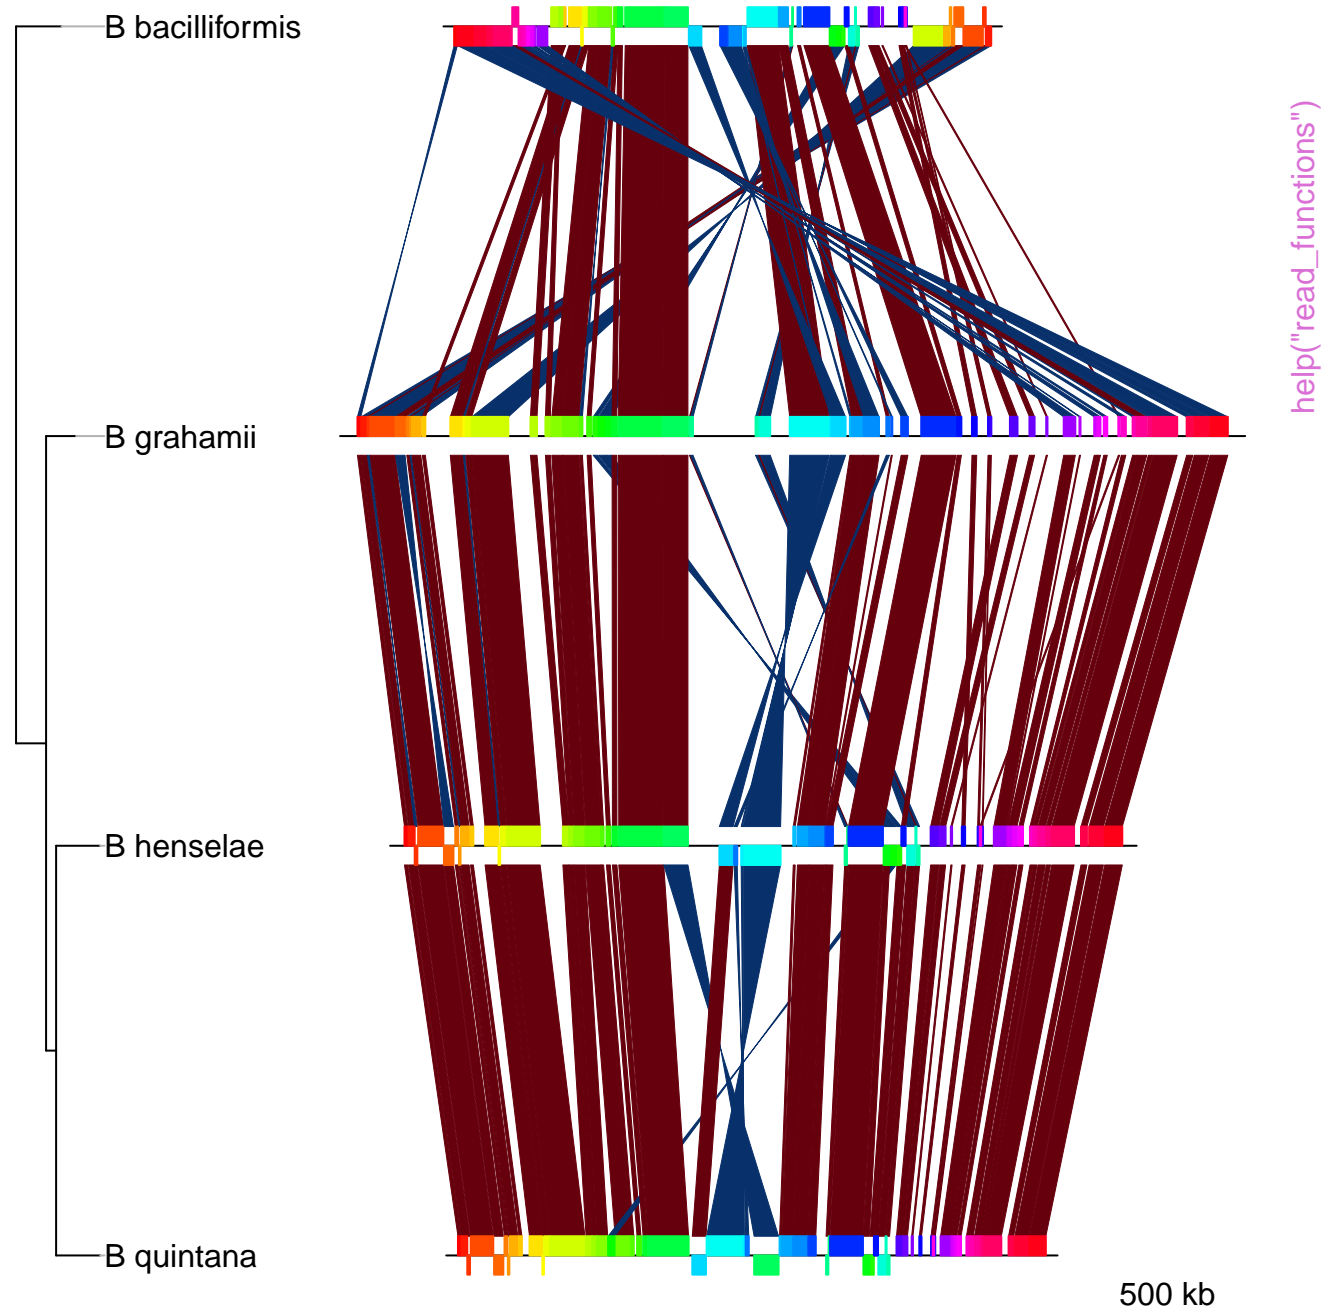 B bacilliformis
help("read_functions")
B grahamii
B henselae
B quintana
500 kb